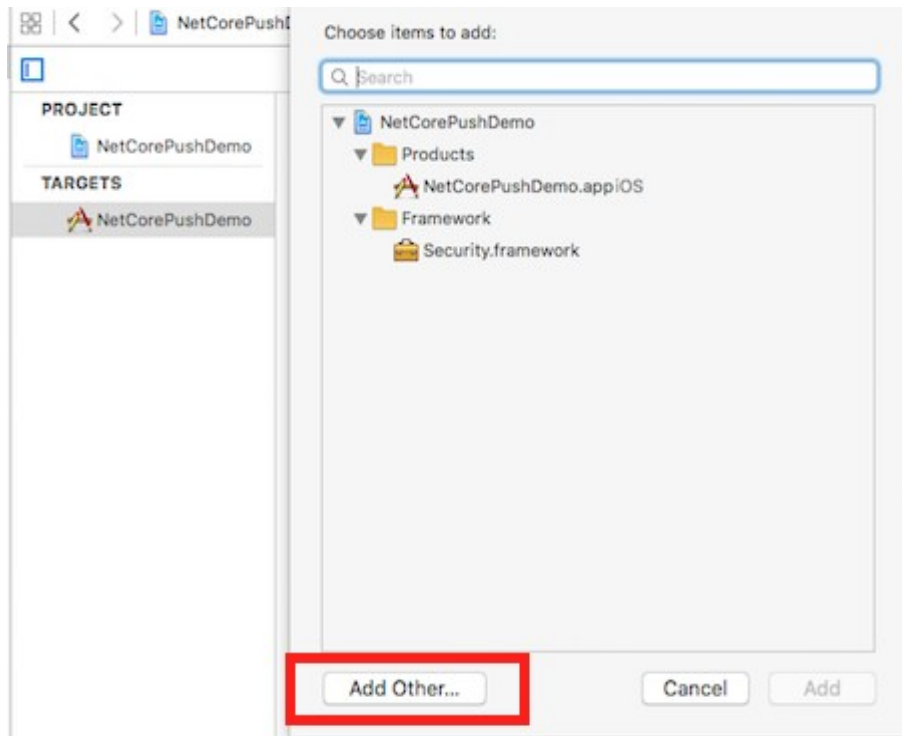 NetCorePushD
Choose items to add:
Search
PROJECT
NetCorePushDemo
TARGETS
NetCorePushDemo
NetCorePushDemo
Products
NetCorePushDemo.app iOS
Framework
Security.framework
Add Other...
Cancel
Add